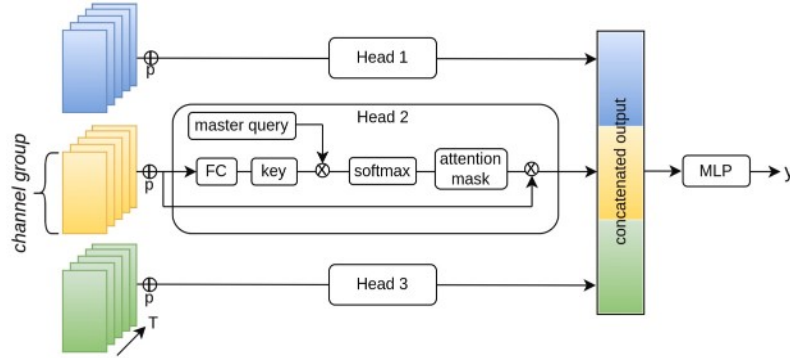 p
Head 1
channel group
p
master query
Head 2
FC
key
X
softmax
attention
mask
X
concatenated output
MLP
y
p
Head 3
T